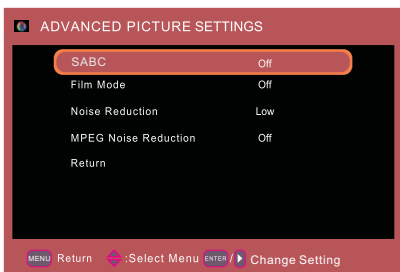 ADVANCED PICTURE SETTINGS
SABC Off
Film Mode Off
Noise Reduction Low
MPEG Noise Reduction Off
Return
MENU Return :Select Menu ENTER / Change Setting